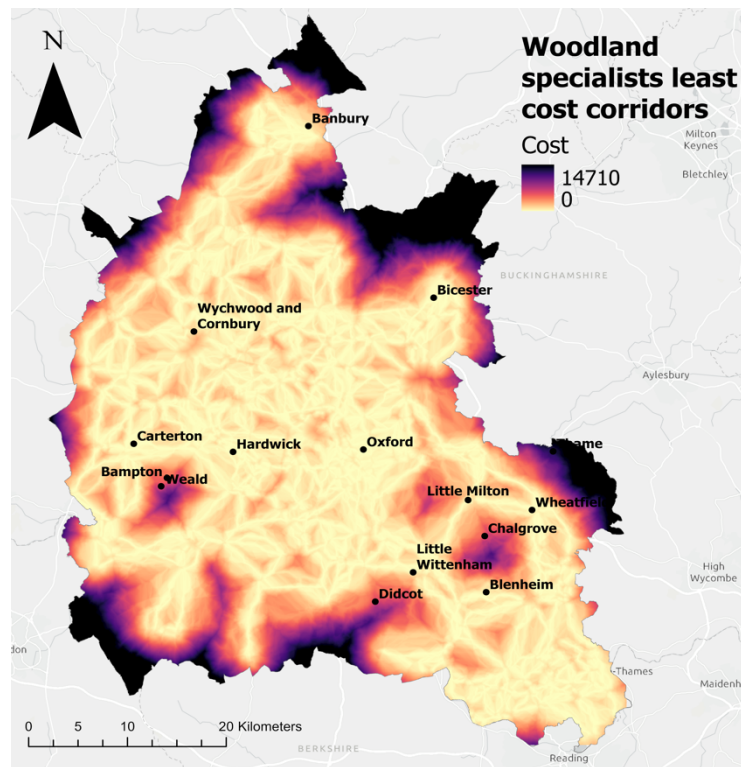 N
Woodland
specialists least
cost corridors
Cost
14710
0
Banbury
Milton
Keynes
Bletchley
BUCKINGHAMSHIRE
Bicester
Wychwood and
Cornbury
Aylesbury
Carterton
Hardwick
Oxford
Thame
Bampton
Weald
Little Milton
Wheatfiel
Chalgrove
Little
Wittenham
High
Wycombe
Didcot
Blenheim
don
Thames
Maidenh
0 5 10 20 Kilometers
BERKSHIRE
Reading